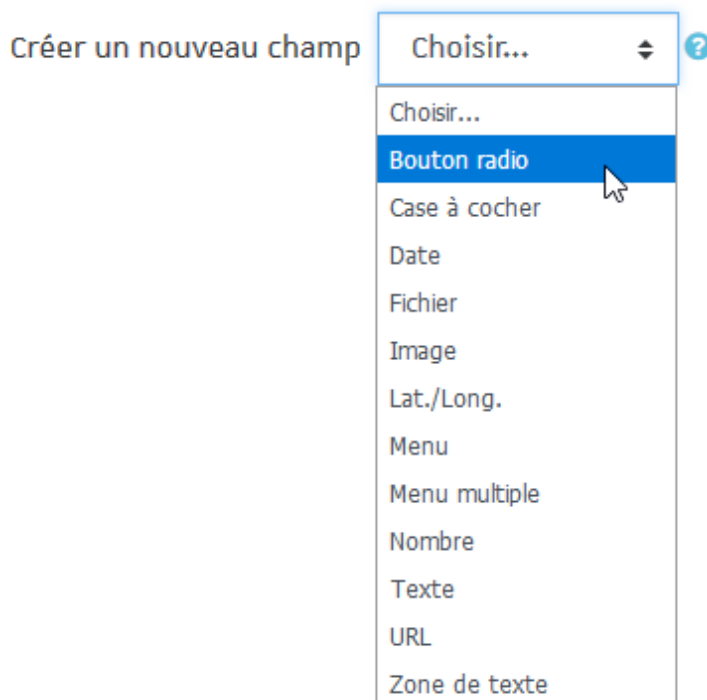 Créer un nouveau champ Choisir... ?
Choisir...
Bouton radio
Case à cocher
Date
Fichier
Image
Lat./Long.
Menu
Menu multiple
Nombre
Texte
URL
Zone de texte